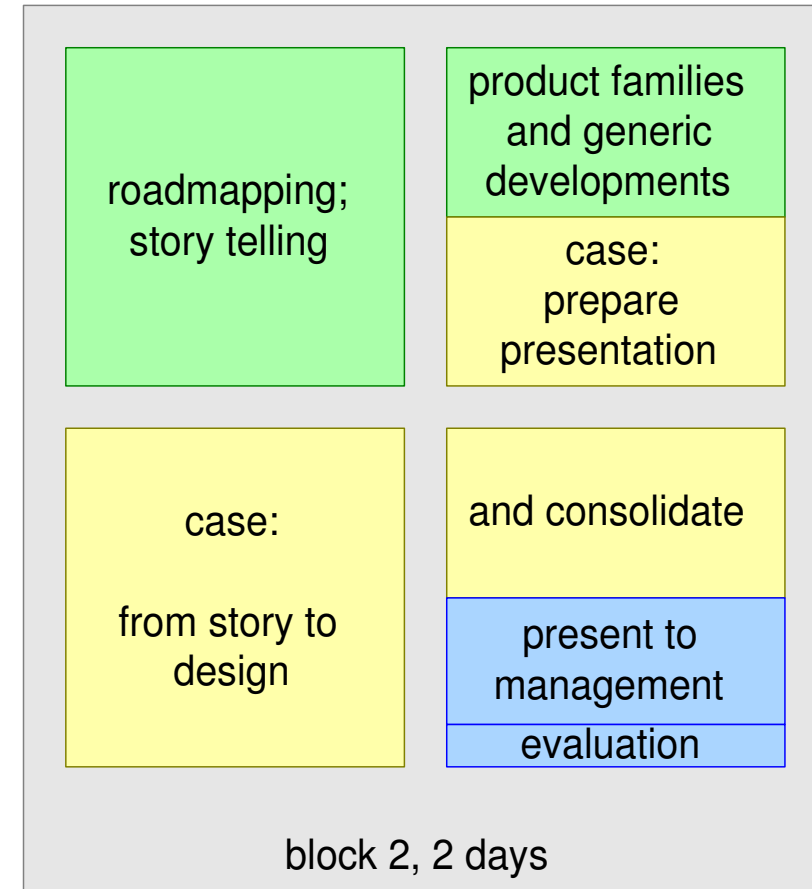 roadmapping;
story telling
case:
from story to
design
product families
and generic
developments
case:
prepare
presentation
and consolidate
present to
management
evaluation
block 2, 2 days